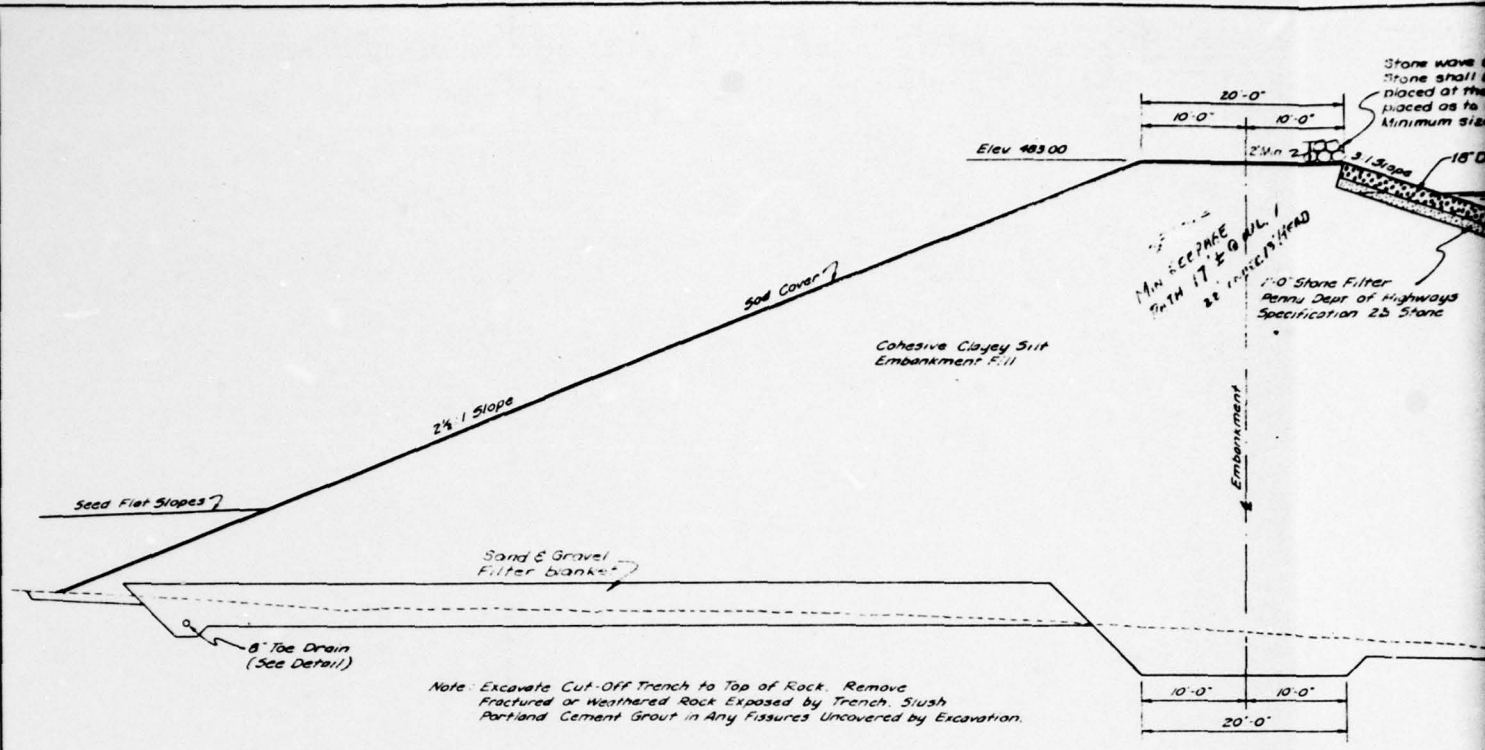 Stone wave
Stone shall
placed at the
placed as to
Minimum size
20'-0"
10'-0" 10'-0"
Elev 483.00
2' Min.
3:1 Slope
18"
MIN SEEPAGE
PATH 17' ±
HEAD
1'-0" Stone Filter
Penna Dept of Highways
Specification 2B Stone
Sod Cover
Cohesive Clayey Silt
Embankment Fill
2½:1 Slope
Embankment
Seed Flat Slopes
Sand & Gravel
Filter blanket
8" Toe Drain
(See Detail)
Note: Excavate Cut-Off Trench to Top of Rock. Remove
Fractured or Weathered Rock Exposed by Trench. Slush
Portland Cement Grout in Any Fissures Uncovered by Excavation.
10'-0" 10'-0"
20'-0"